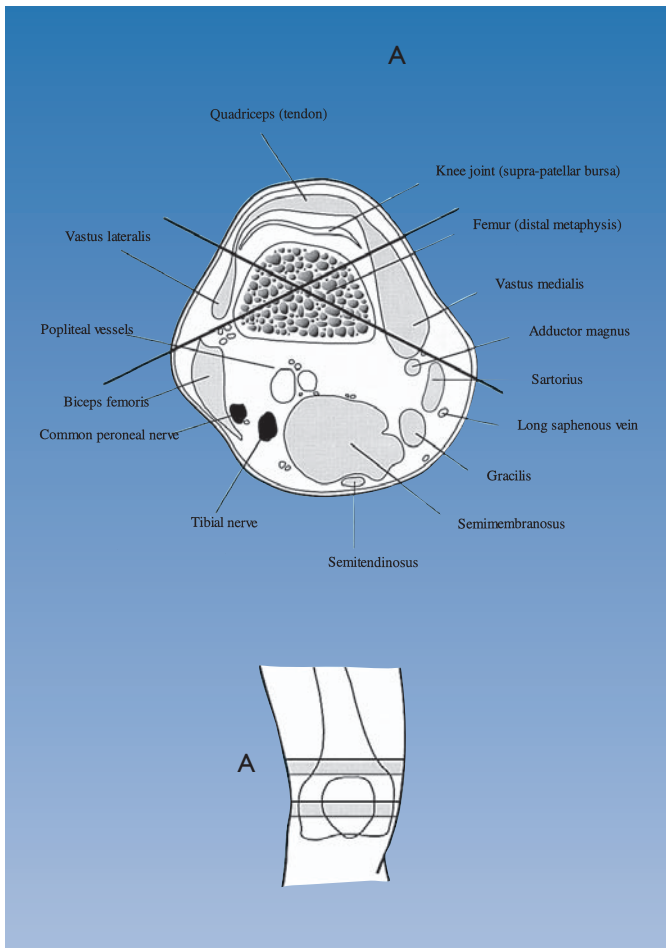 A
Quadriceps (tendon)
Knee joint (supra-patellar bursa)
Femur (distal metaphysis)
Vastus lateralis
Vastus medialis
Popliteal vessels
Adductor magnus
Sartorius
Biceps femoris
Long saphenous vein
Common peroneal nerve
Gracilis
Tibial nerve
Semimembranosus
Semitendinosus
A